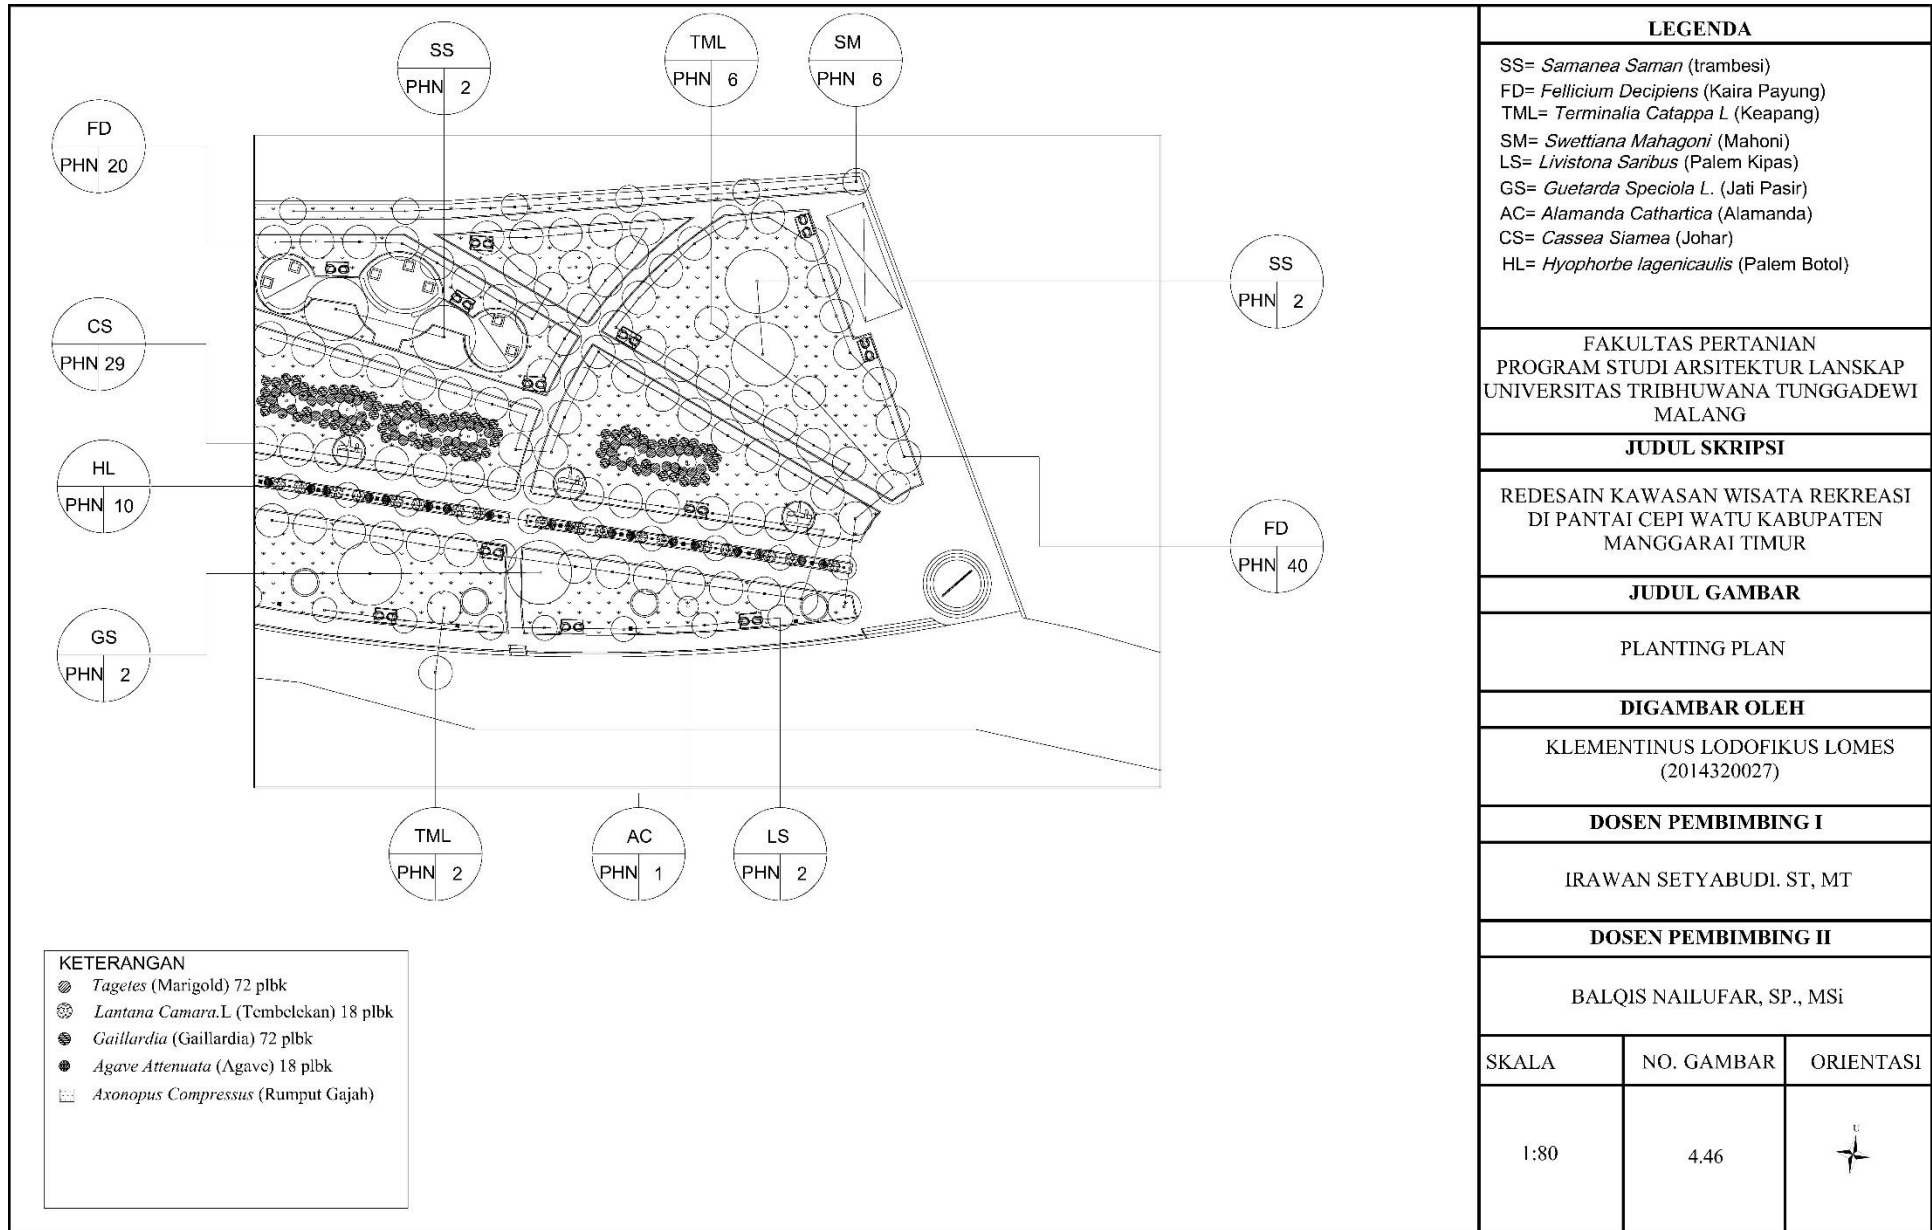 SS
PHN 2
TML
PHN 6
SM
PHN 6
FD
PHN 20
CS
PHN 29
HL
PHN 10
GS
PHN 2
SS
PHN 2
FD
PHN 40
TML
PHN 2
AC
PHN 1
LS
PHN 2
KETERANGAN
Tagetes (Marigold) 72 plbk
Lantana Camara.L (Tembelekan) 18 plbk
Gaillardia (Gaillardia) 72 plbk
Agave Attenuata (Agave) 18 plbk
Axonopus Compressus (Rumput Gajah)
LEGENDA
SS= Samanea Saman (trambesi)
FD= Fellicium Decipiens (Kaira Payung)
TML= Terminalia Catappa L (Keapang)
SM= Swettiana Mahagoni (Mahoni)
LS= Livistona Saribus (Palem Kipas)
GS= Guetarda Speciola L. (Jati Pasir)
AC= Alamanda Cathartica (Alamanda)
CS= Cassea Siamea (Johar)
HL= Hyophorbe lagenicaulis (Palem Botol)
FAKULTAS PERTANIAN
PROGRAM STUDI ARSITEKTUR LANSKAP
UNIVERSITAS TRIBHUWANA TUNGGADEWI
MALANG
JUDUL SKRIPSI
REDESAIN KAWASAN WISATA REKREASI
DI PANTAI CEPI WATU KABUPATEN
MANGGARAI TIMUR
JUDUL GAMBAR
PLANTING PLAN
DIGAMBAR OLEH
KLEMENTINUS LODOFIKUS LOMES
(2014320027)
DOSEN PEMBIMBING I
IRAWAN SETYABUDI. ST, MT
DOSEN PEMBIMBING II
BALQIS NAILUFAR, SP., MSi
SKALA NO. GAMBAR ORIENTASI
U
1:80 4.46